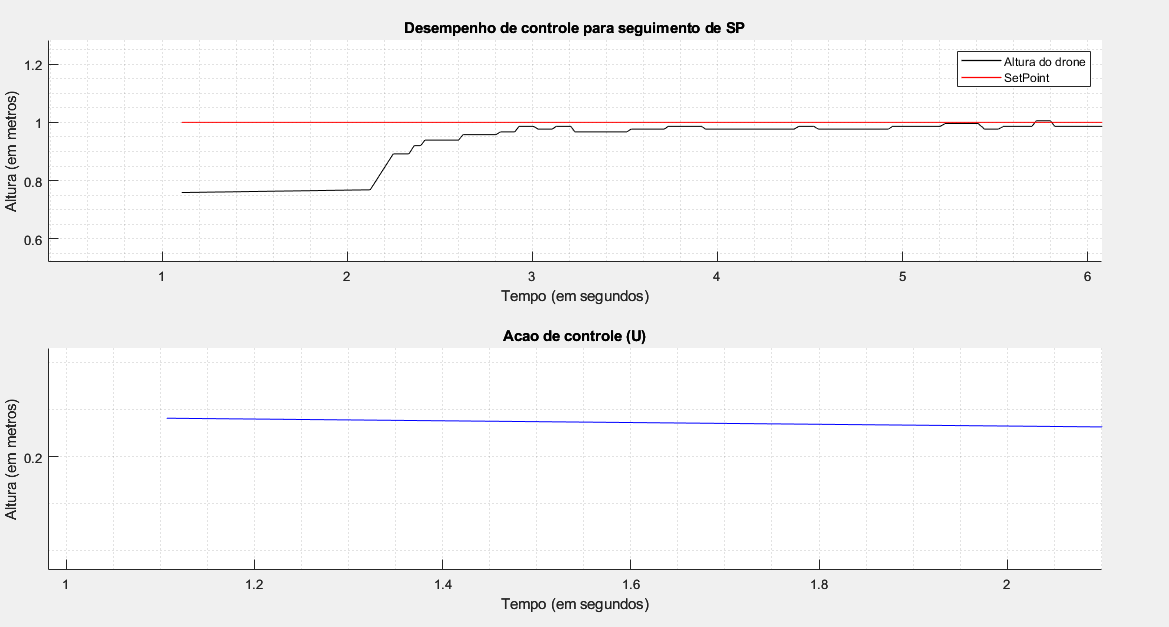 Desempenho de controle para seguimento de SP
Altura do drone
SetPoint
Altura (em metros)
1.2
1
0.8
0.6
1 2 3 4 5 6
Tempo (em segundos)
Acao de controle (U)
Altura (em metros)
0.2
1 1.2 1.4 1.6 1.8 2
Tempo (em segundos)